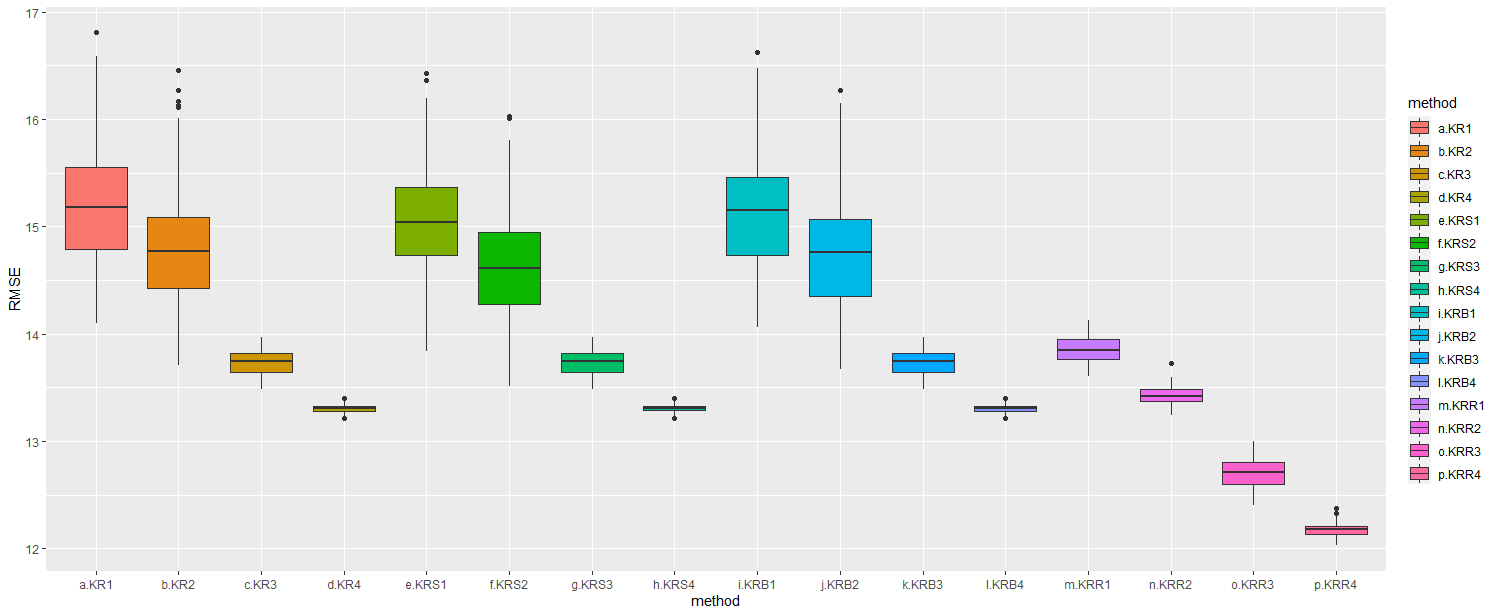 17
16
15
14
13
12
RMSE
a.KR1 b.KR2 c.KR3 d.KR4 e.KRS1 f.KRS2 g.KRS3 h.KRS4 i.KRB1 j.KRB2 k.KRB3 l.KRB4 m.KRR1 n.KRR2 o.KRR3 p.KRR4
method
method
a.KR1
b.KR2
c.KR3
d.KR4
e.KRS1
f.KRS2
g.KRS3
h.KRS4
i.KRB1
j.KRB2
k.KRB3
l.KRB4
m.KRR1
n.KRR2
o.KRR3
p.KRR4